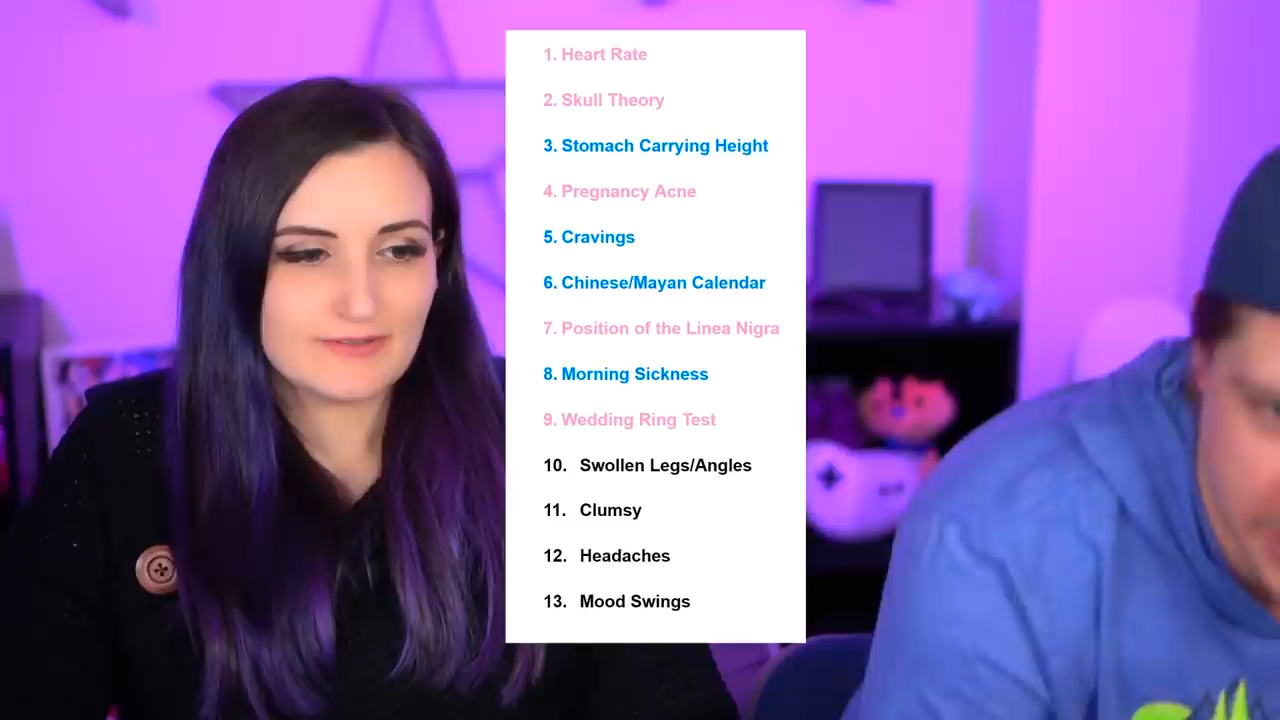 1. Heart Rate
2. Skull Theory
3. Stomach Carrying Height
4. Pregnancy Acne
5. Cravings
6. Chinese/Mayan Calendar
7. Position of the Linea Nigra
8. Morning Sickness
9. Wedding Ring Test
10. Swollen Legs/Angles
11. Clumsy
12. Headaches
13. Mood Swings